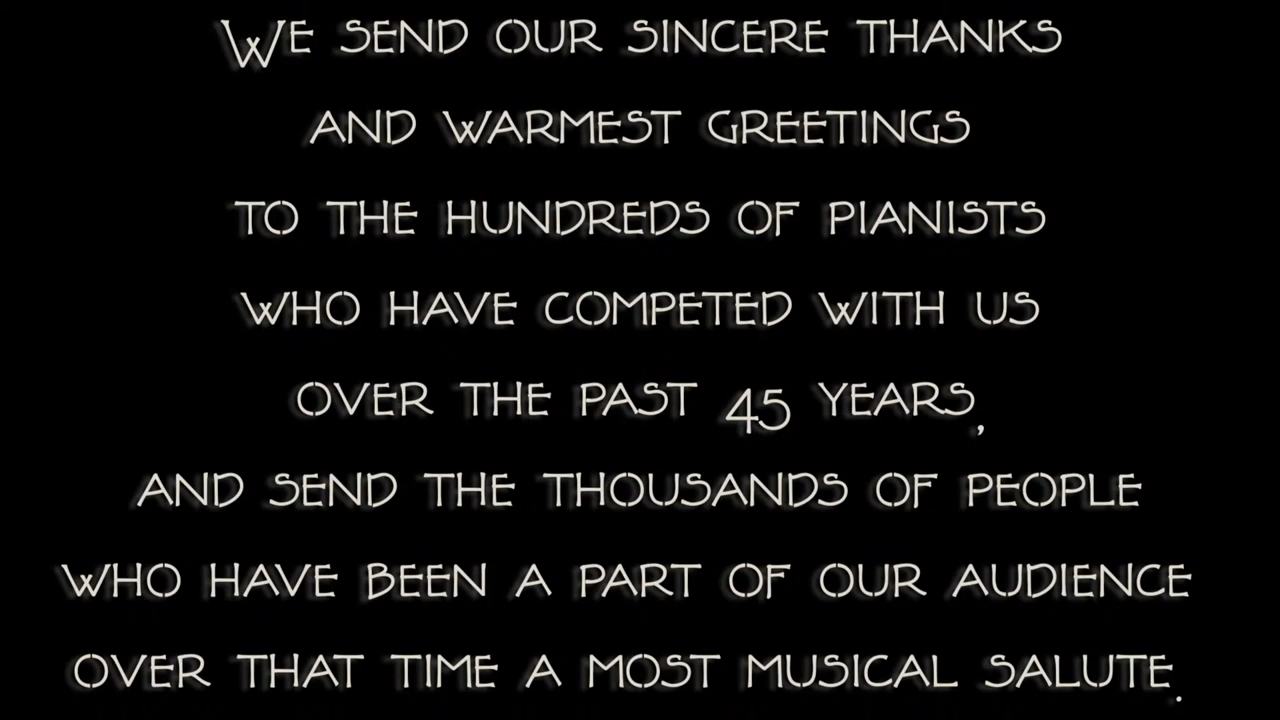 We send our sincere thanks
and warmest greetings
to the hundreds of pianists
who have competed with us
over the past 45 years,
and send the thousands of people
who have been a part of our audience
over that time a most musical salute.